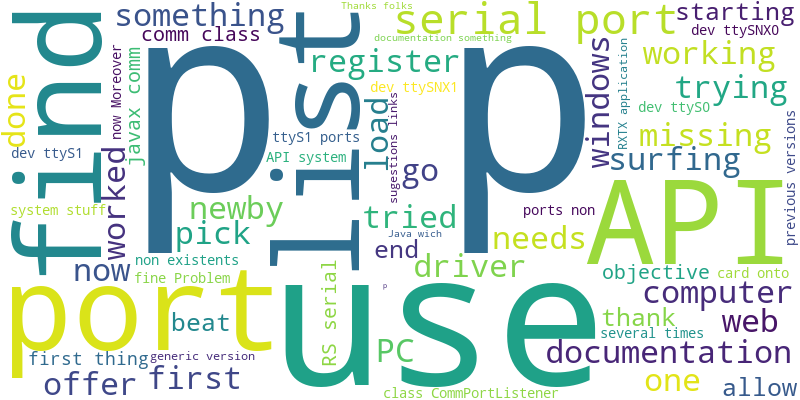 find
p
list
p
use
port
API
serial port
something
comm class
register
Thanks folks
documentation something
starting
dev ttySNX0
working
trying
dev ttyS0
missing
surfing
windows
RXTX application
previous versions
done
now Moreover
javax comm
worked
dev ttyS1
system stuff
now
newby
pick
non existents
fine Problem
ttyS1 ports
API system
load
dev ttySNX1
sugestions links
go
tried
Java wich
end
driver
needs
ports non
objective
card onto
computer
thank
web
several times
documentation
one
allow
beat
first thing
generic version
offer
first
RS serial
PC
class CommPortListener
p